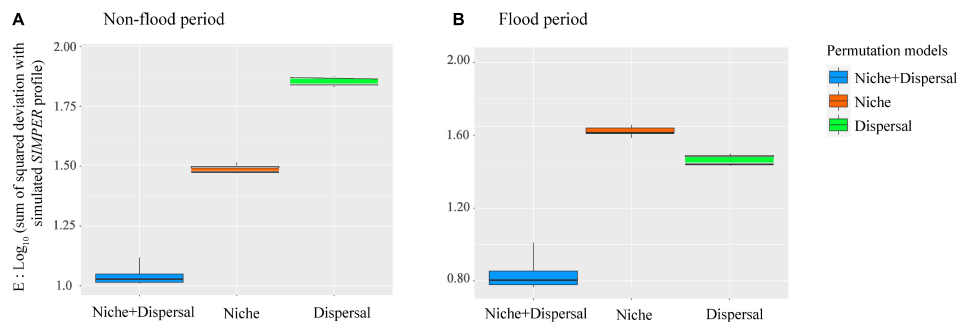 A Non-flood period
B Flood period
E : Log10 (sum of squared deviation with
simulated SIMPER profile)
2.00
1.75
1.50
1.25
1.0
Niche+Dispersal Niche Dispersal
2.00
1.60
1.20
0.80
Niche+Dispersal Niche Dispersal
Permutation models
Niche+Dispersal
Niche
Dispersal